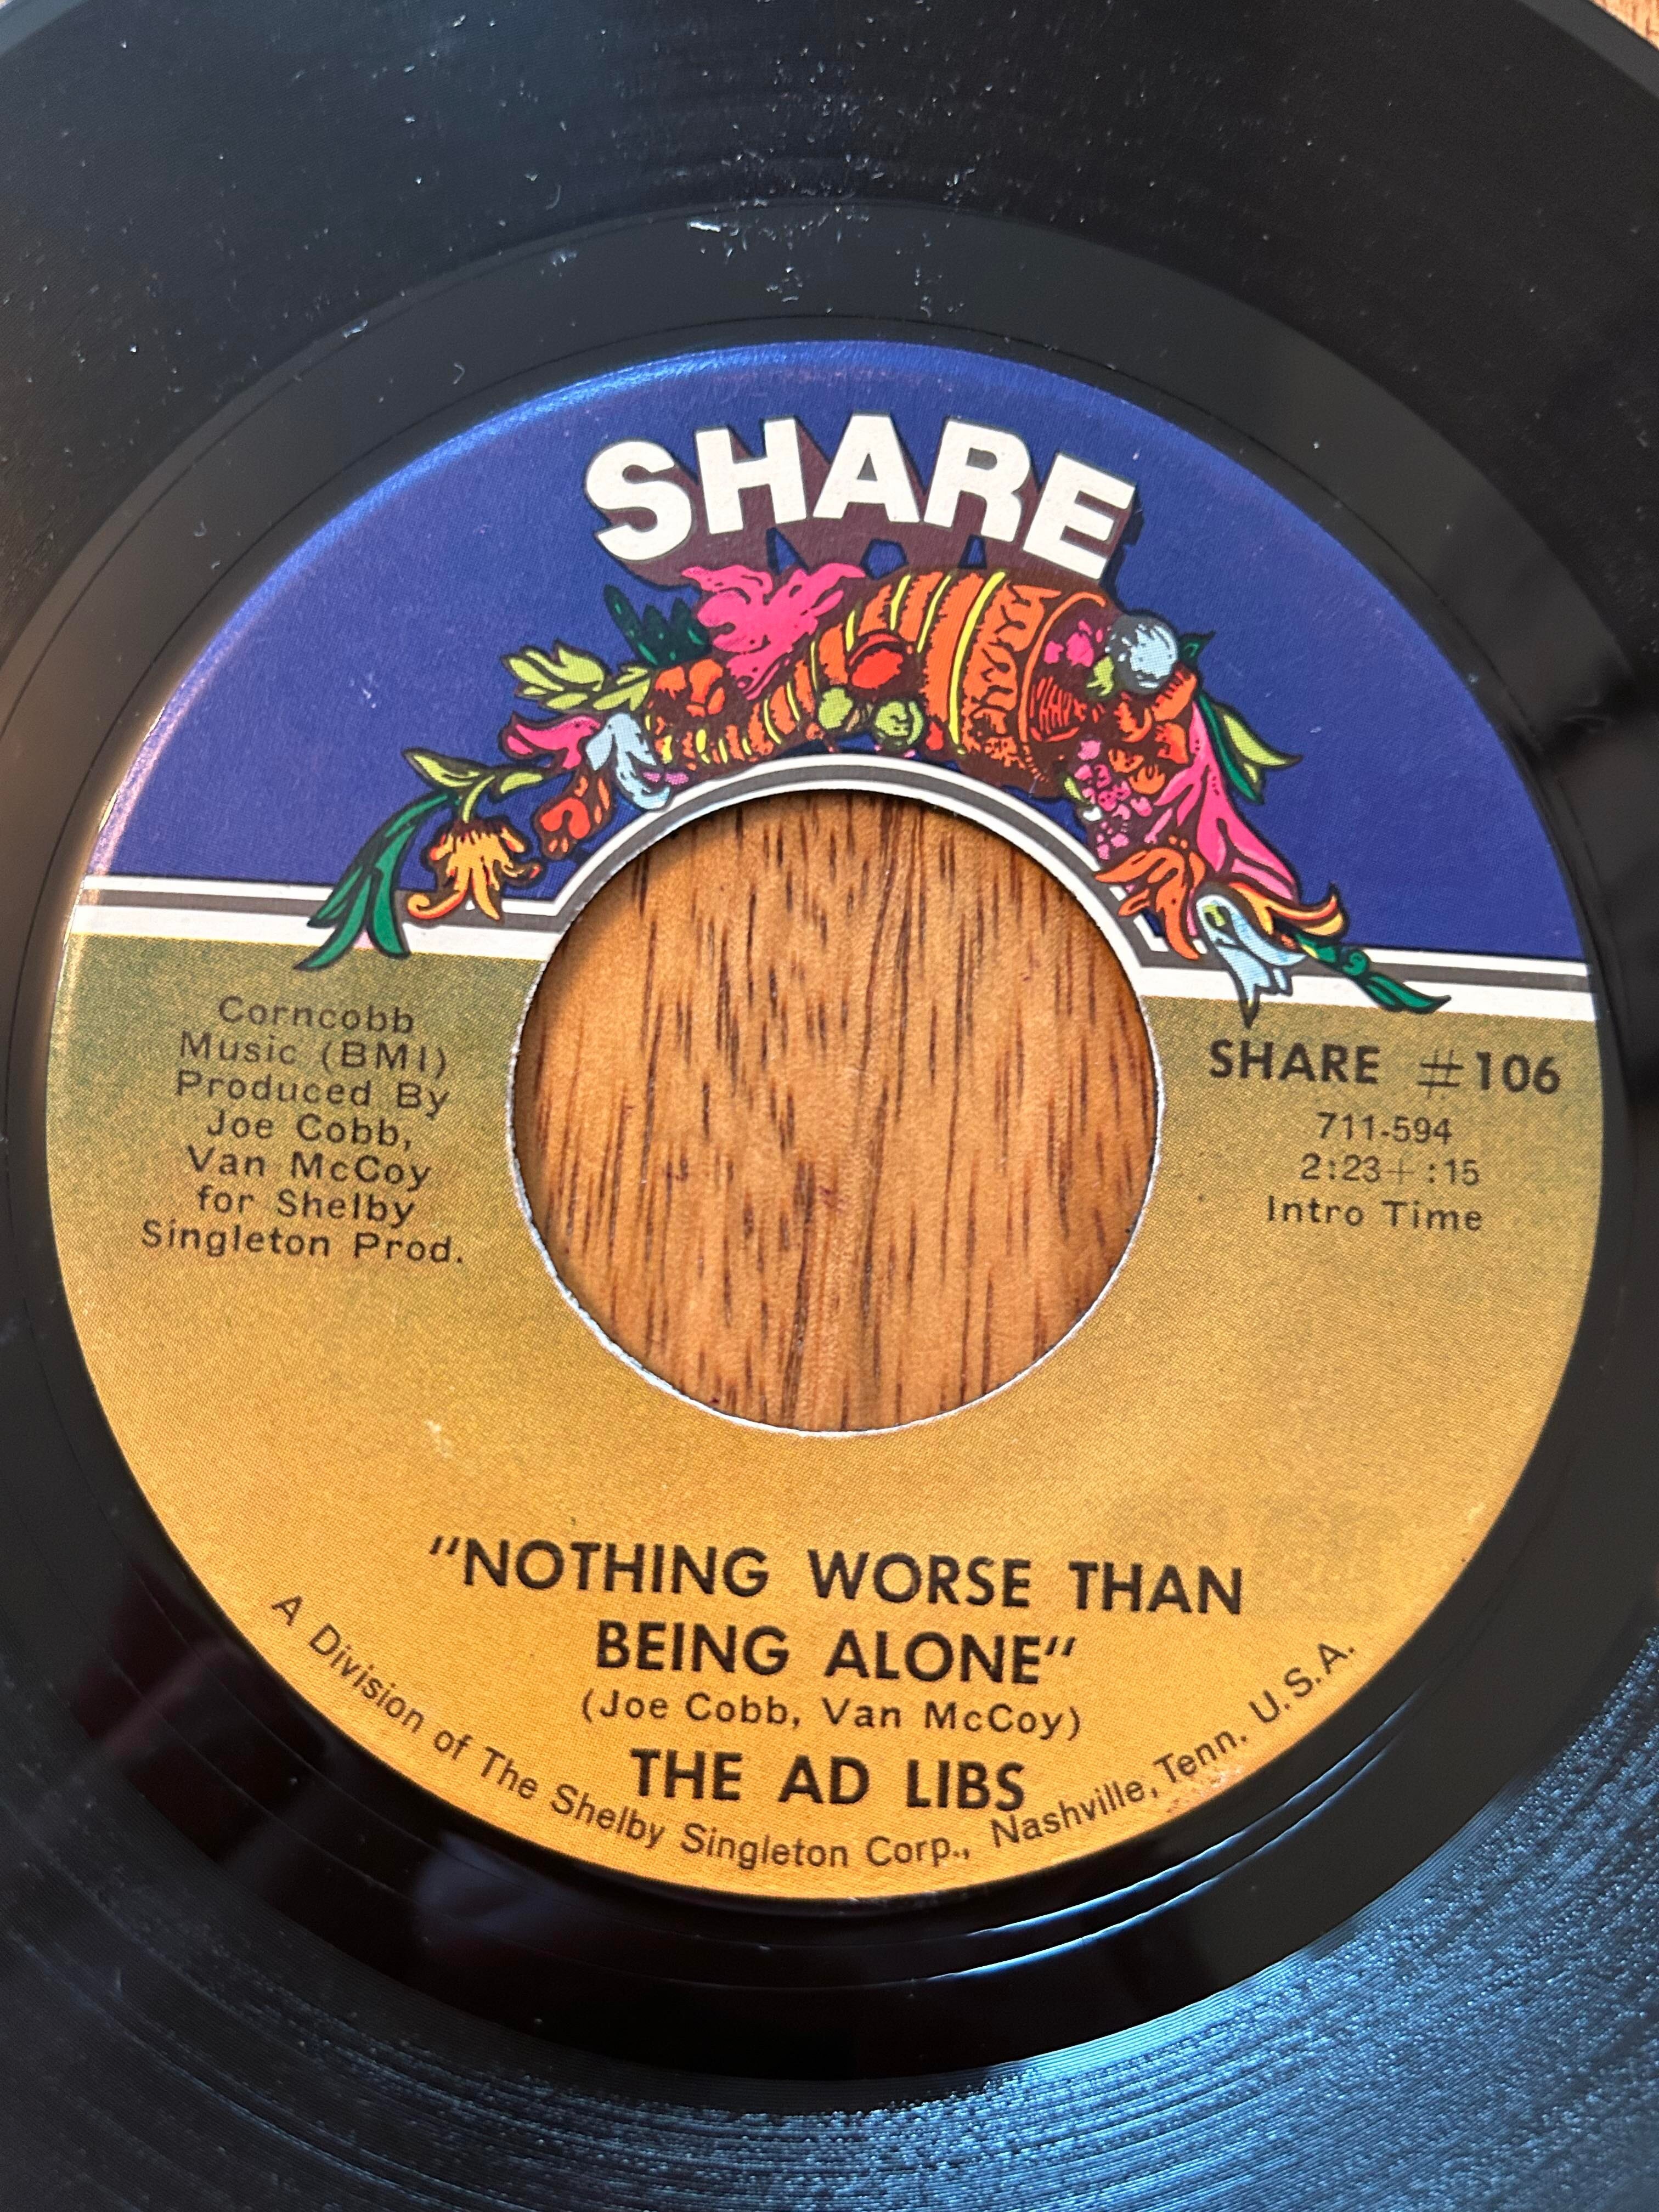 SHARE
Corncobb
Music (BMI)
Produced By
Joe Cobb,
Van McCoy
for Shelby
Singleton Prod.
SHARE #106
711-594
2:23+:15
Intro Time
"NOTHING WORSE THAN
BEING ALONE"
(Joe Cobb, Van McCoy)
THE AD LIBS
A Division of The Shelby Singleton Corp., Nashville, Tenn. U.S.A.